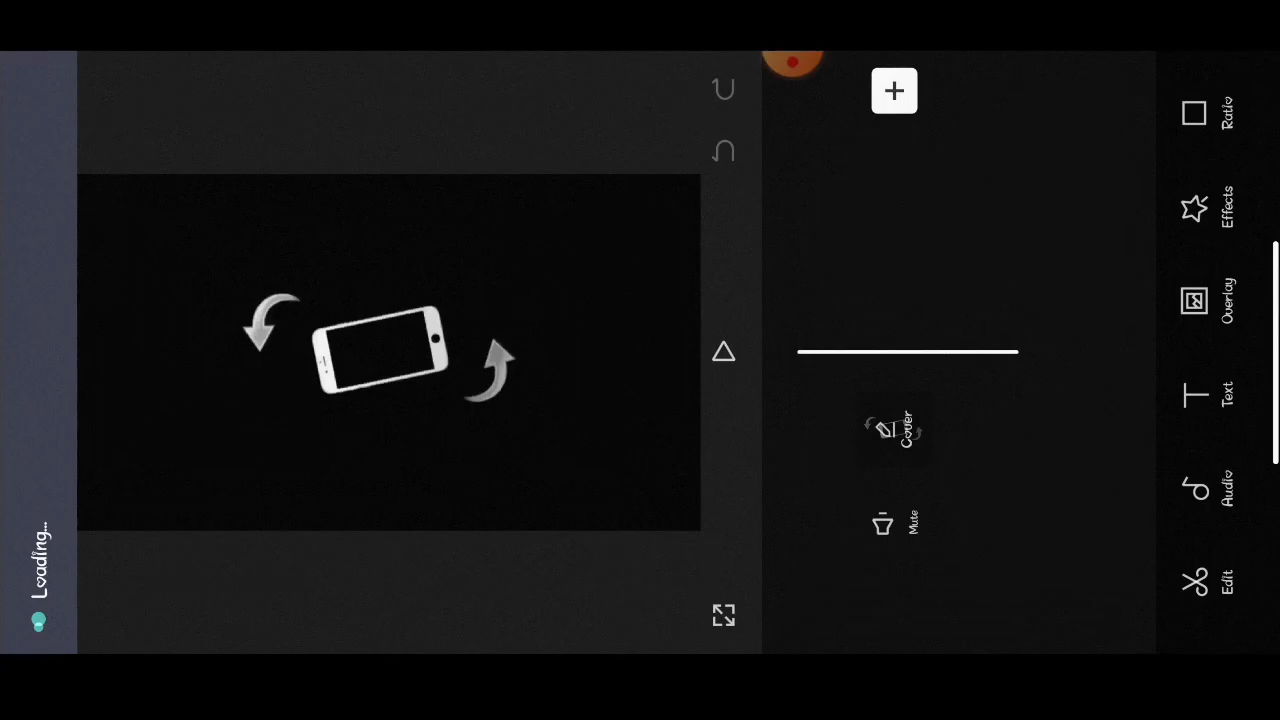 Loading...
Cover
Mute
Edit
Audio
Text
Overlay
Effects
Ratio